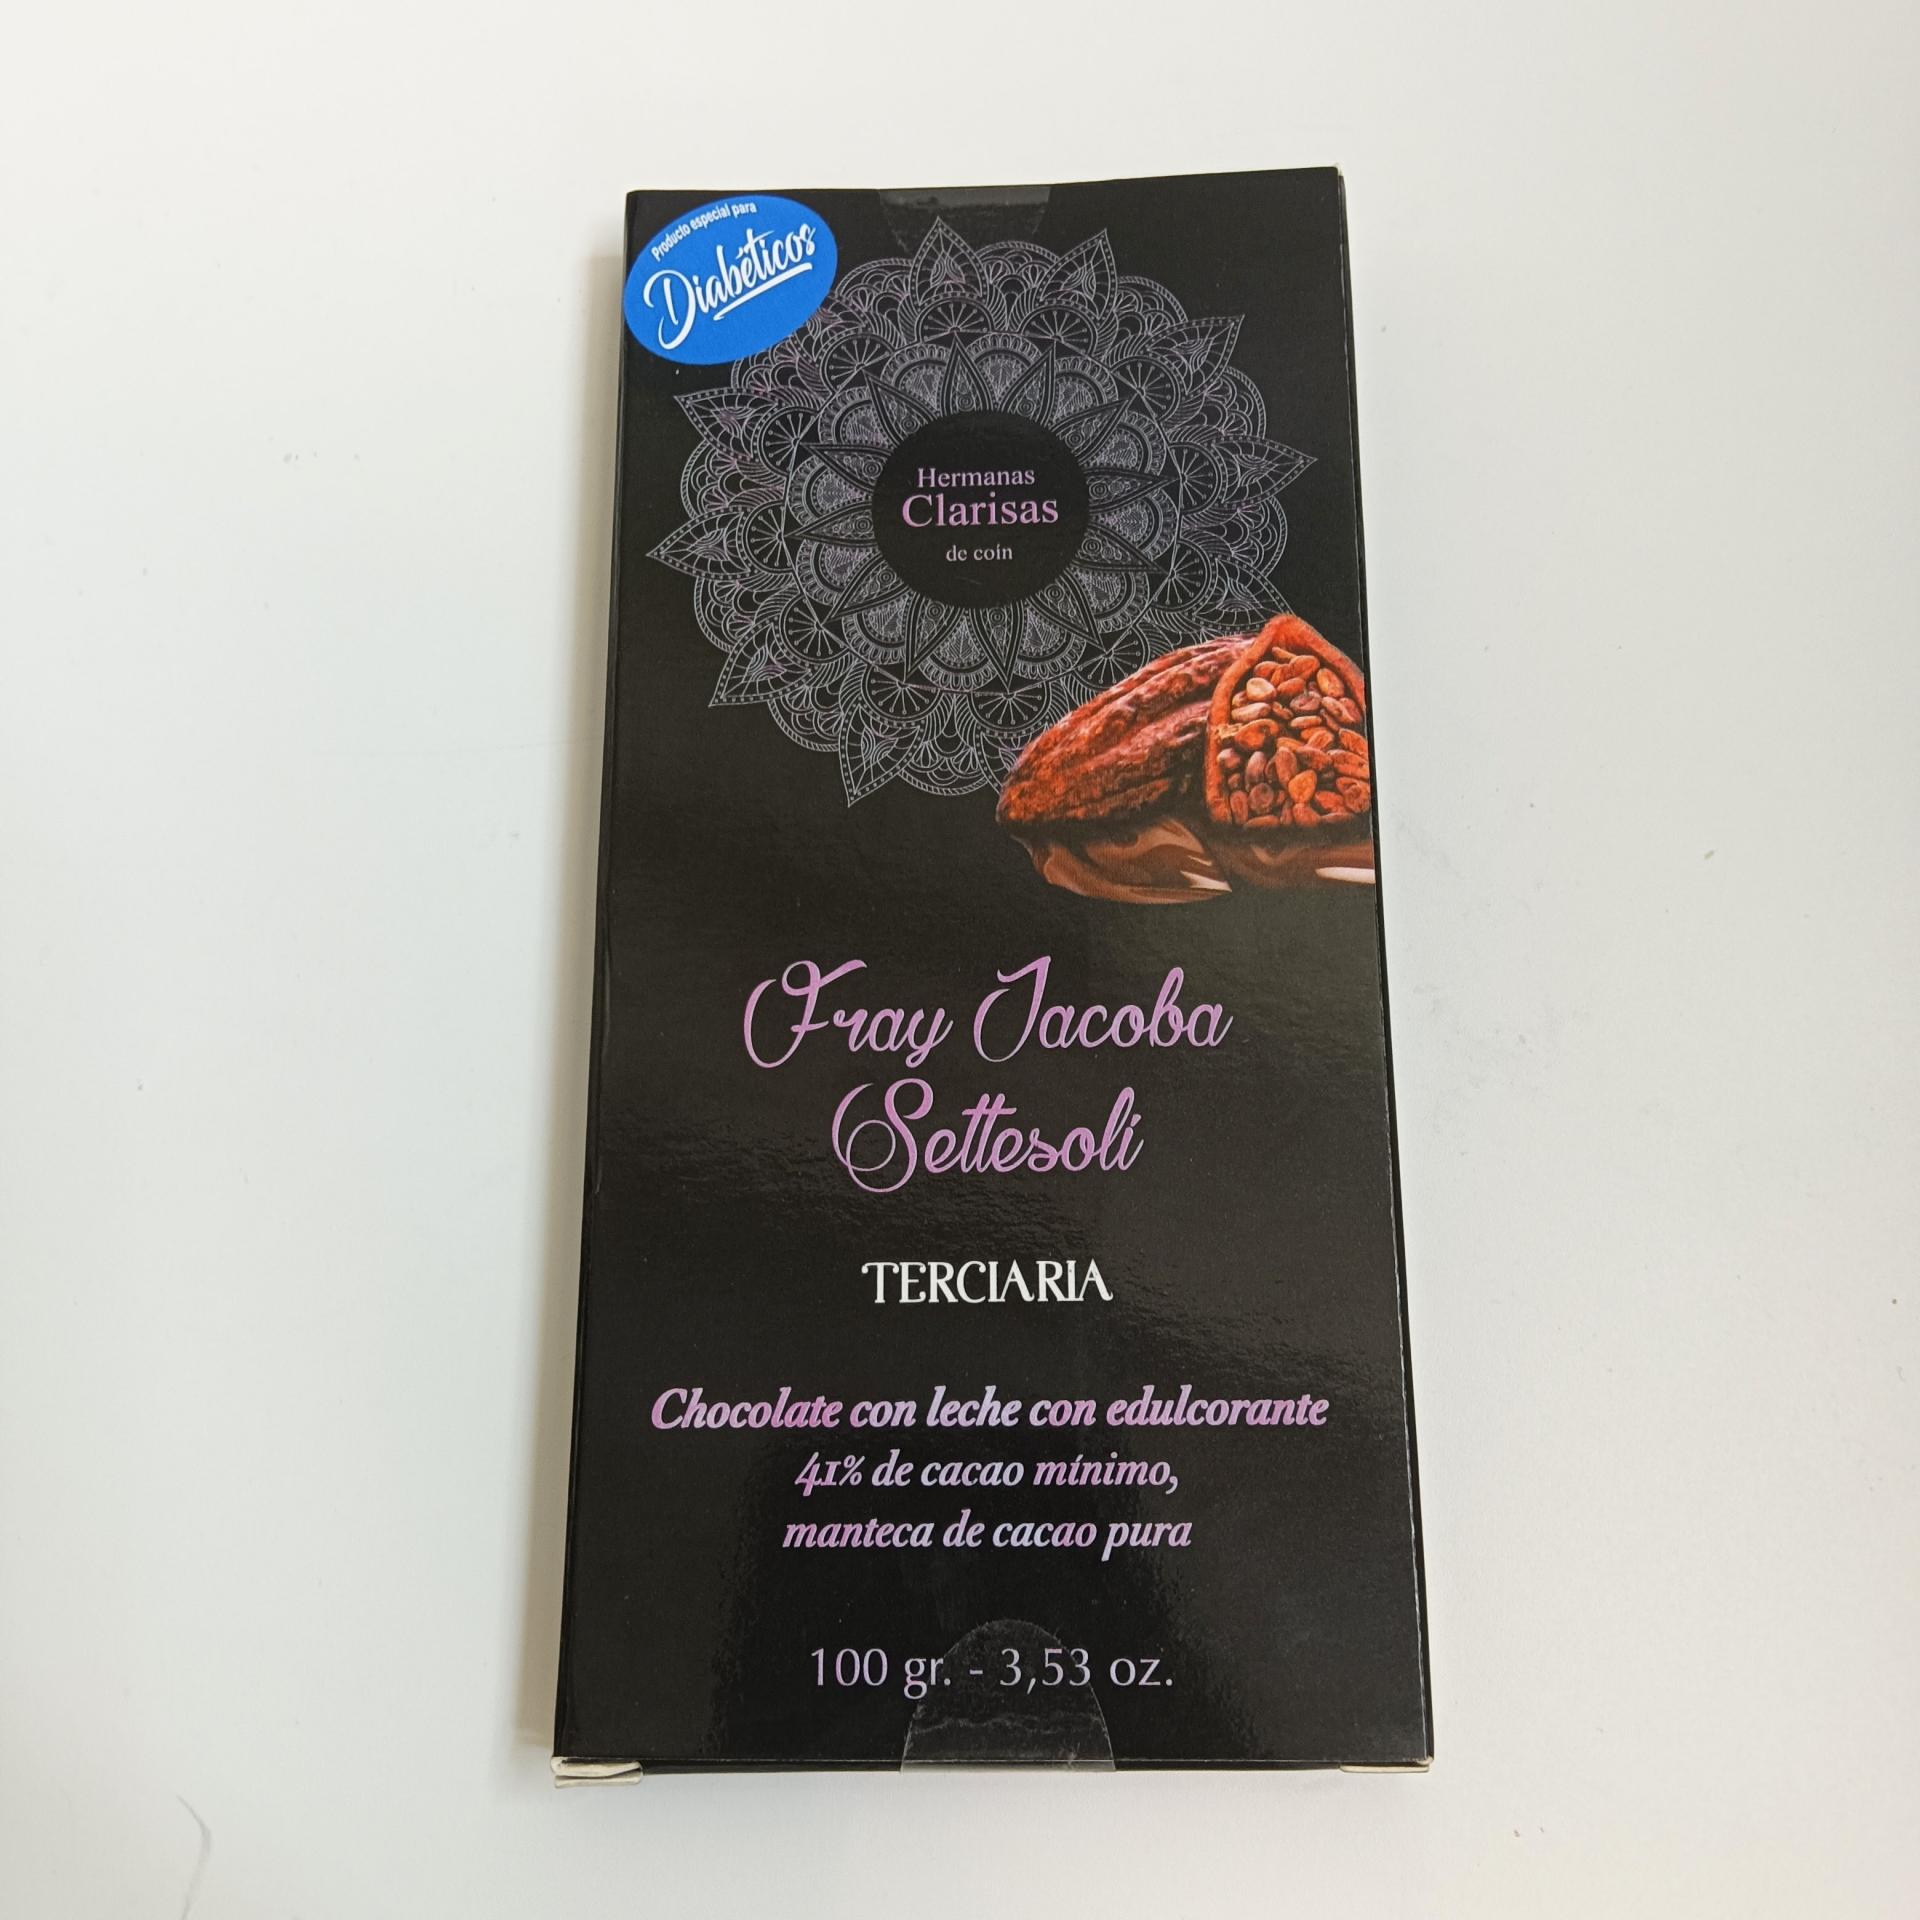 Producto especial para
Diabéticos
Hermanas
Clarisas
de coín
Fray Jacoba
Settesoli
TERCIARIA
Chocolate con leche con edulcorante
41% de cacao mínimo,
manteca de cacao pura
100 gr. - 3,53 oz.